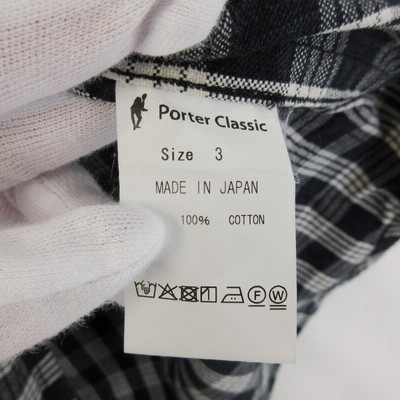 Porter Classic
Size 3
MADE IN JAPAN
100% COTTON
F W